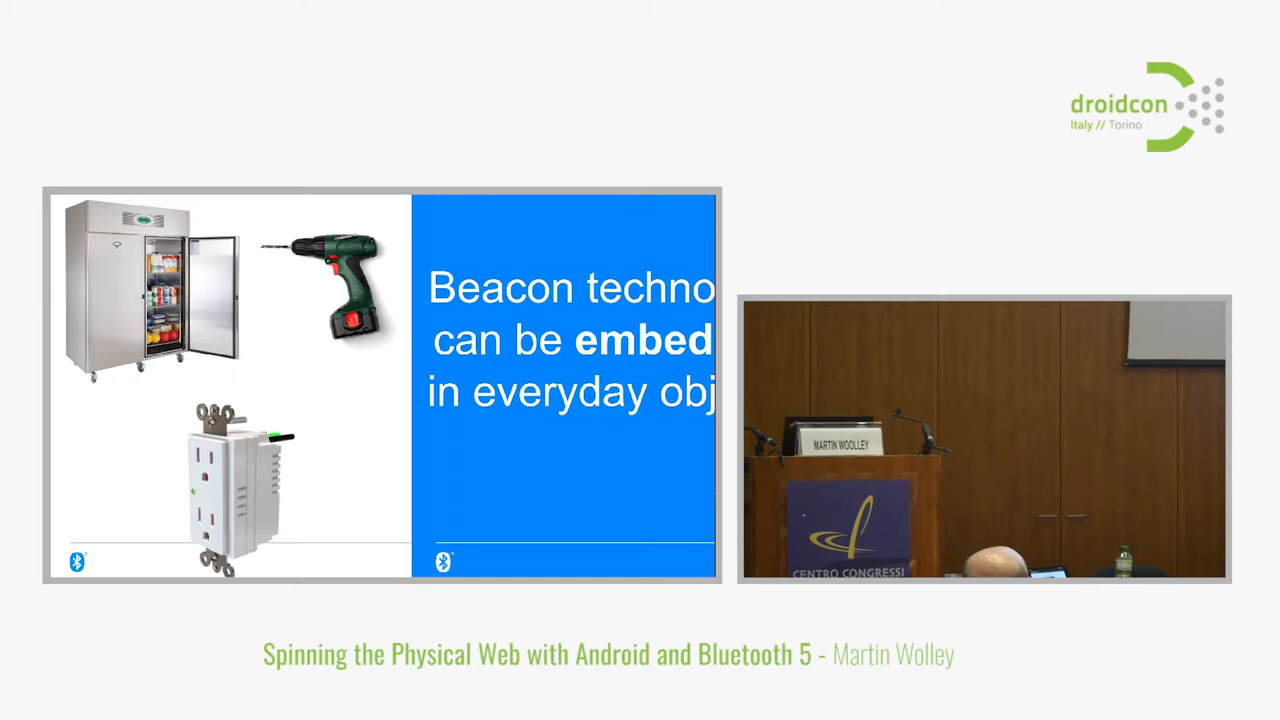 droidcon
Italy // Torino
Beacon techno
can be embed
in everyday obj
MARTIN WOOLLEY
CENTRO CONGRESSI
Spinning the Physical Web with Android and Bluetooth 5 - Martin Wolley